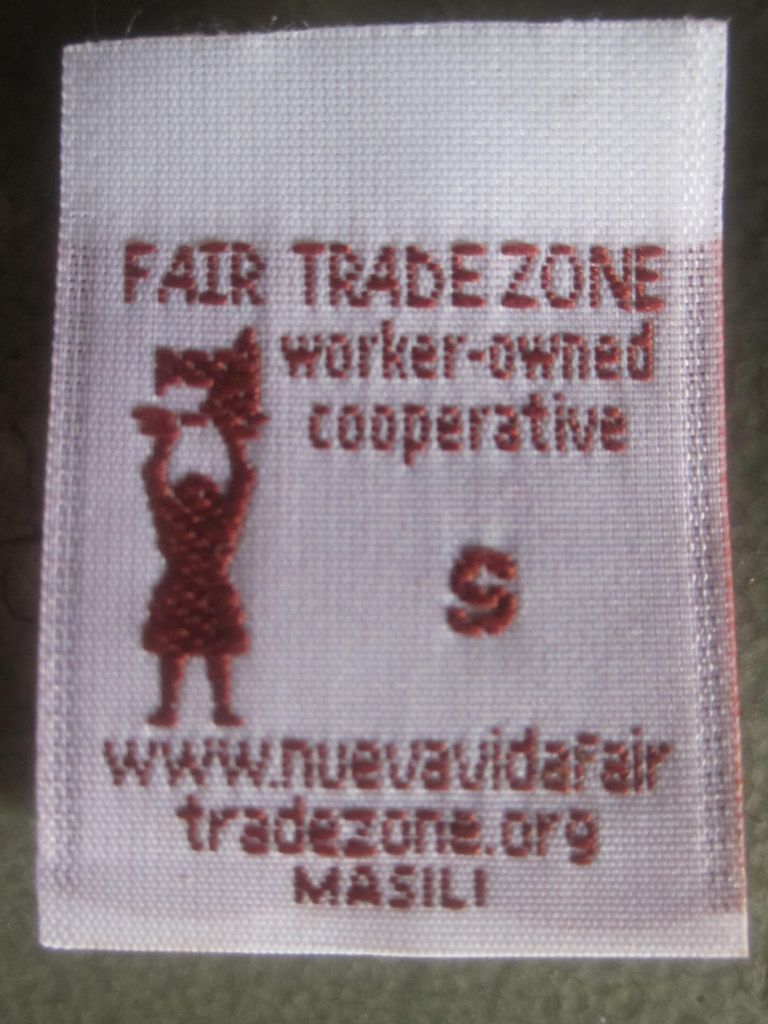 FAIR TRADE ZONE
worker-owned
cooperative
S
www.nuevavidafair
tradezone.org
MASILI